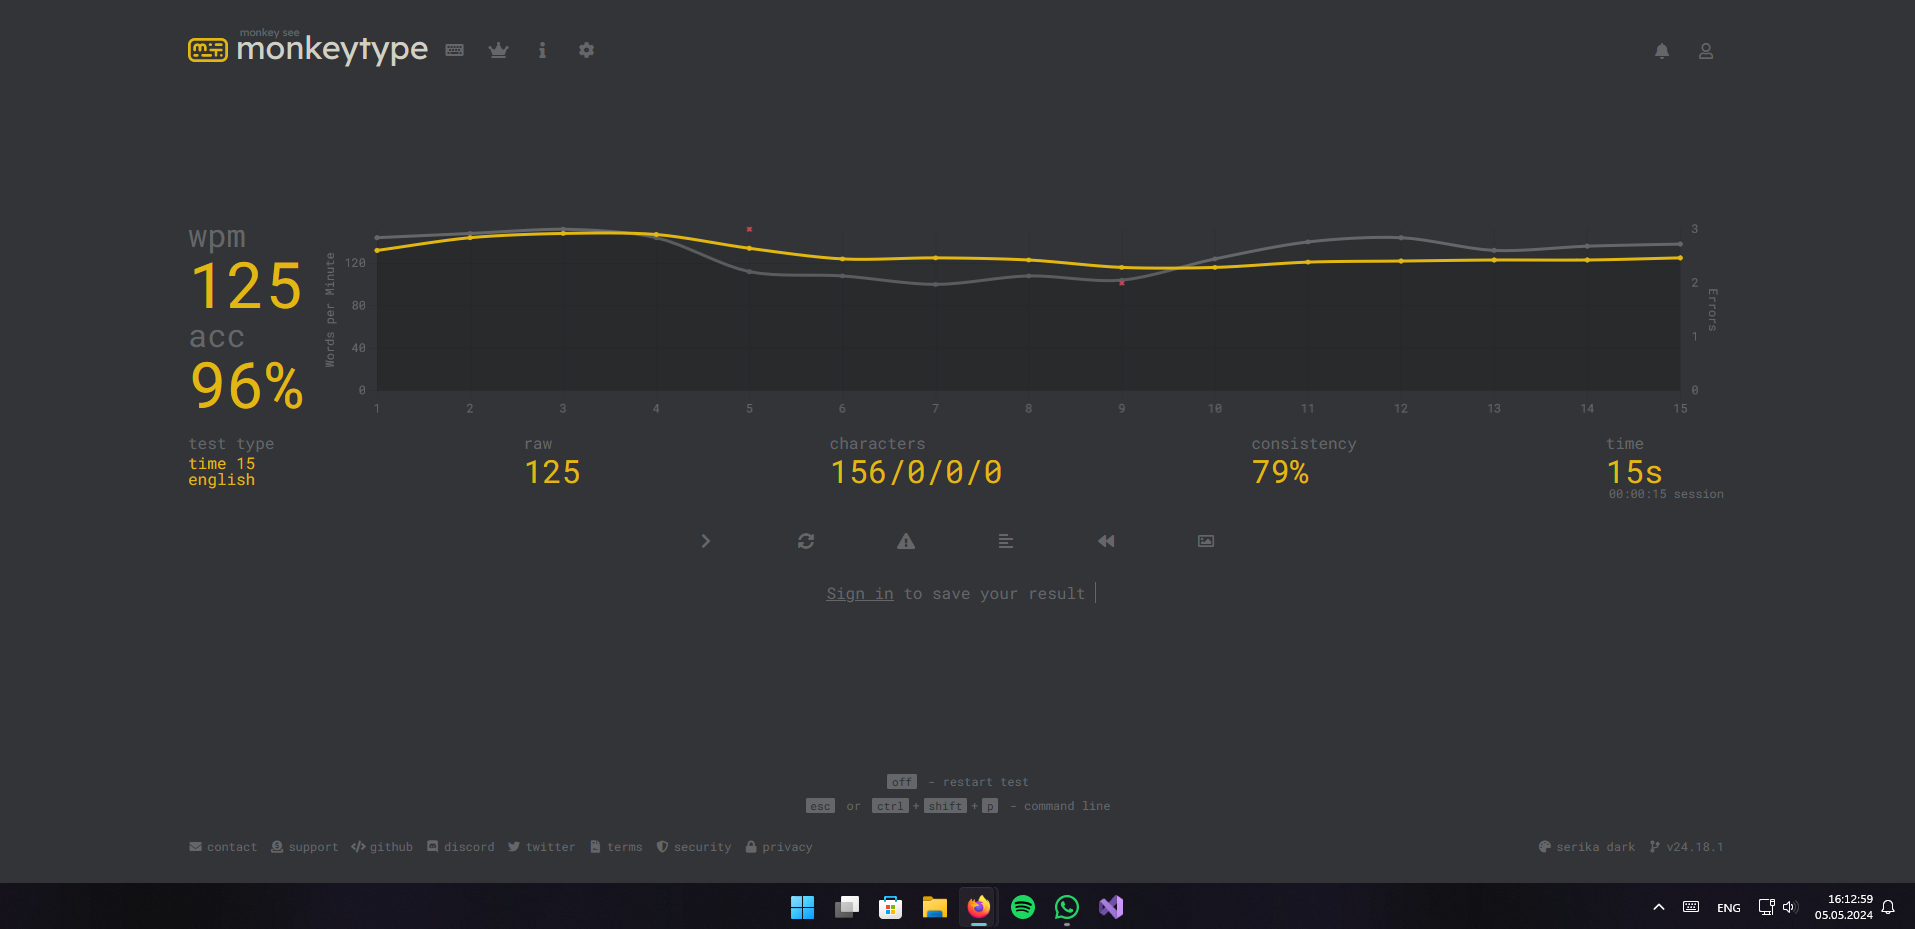 monkey see
monkeytype
wpm
125
acc
96%
Words per Minute
120
80
40
0
1 2 3 4 5 6 7 8 9 10 11 12 13 14 15
3
2
1
0
Errors
test type
time 15
english
raw
125
characters
156/0/0/0
consistency
79%
time
15s
00:00:15 session
Sign in to save your result
off - restart test
esc or ctrl + shift + p - command line
contact support github discord twitter terms security privacy serika dark v24.18.1
ENG
16:12:59
05.05.2024